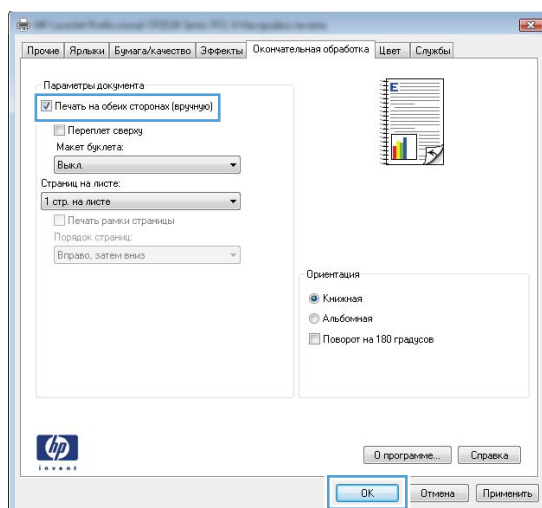 Прочие Ярлыки Бумага/качество Эффекты Окончательная обработка Цвет Службы
Параметры документа
Печать на обеих сторонах (вручную)
Переплет сверху
Макет буклета:
Выкл.
Страниц на листе:
1 стр. на листе
Печать рамки страницы
Порядок страниц:
Вправо, затем вниз
E
Ориентация
Книжная
Альбомная
Поворот на 180 градусов
hp
invent
О программе... Справка
OK Отмена Применить